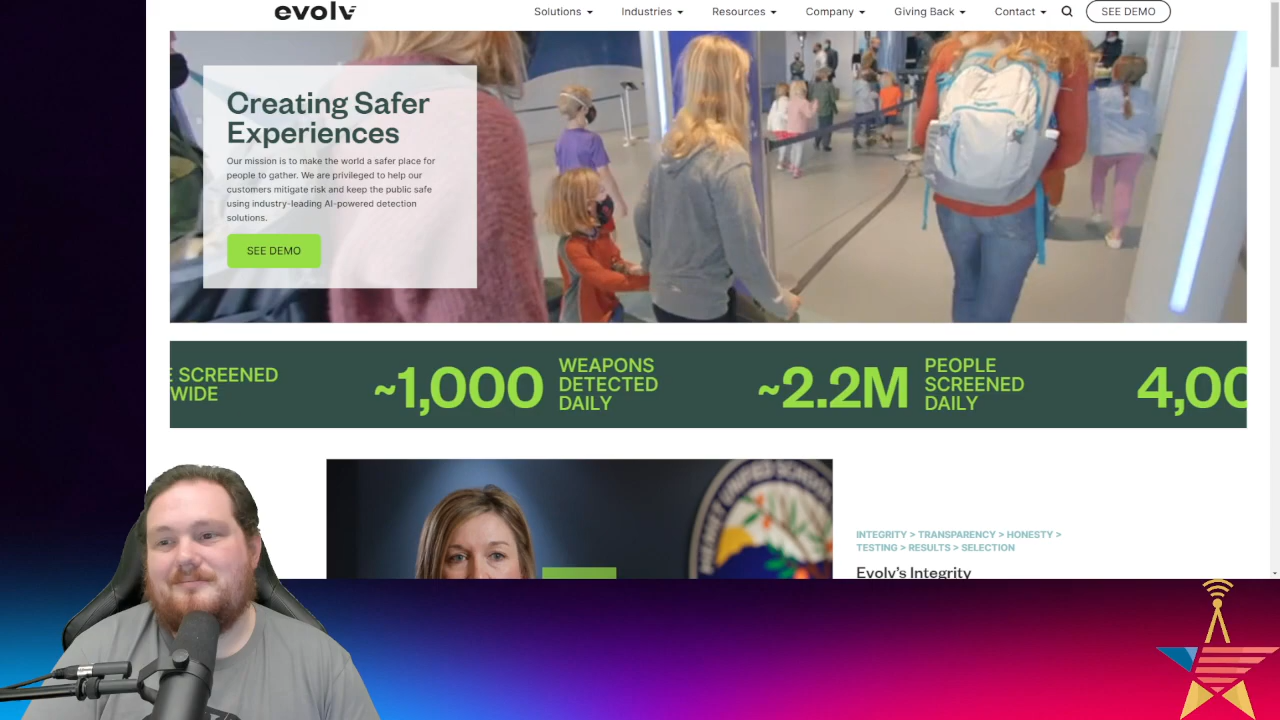 evolv
Solutions
Industries
Resources
Company
Giving Back
Contact
SEE DEMO
Creating Safer
Experiences
Our mission is to make the world a safer place for
people to gather. We are privileged to help our
customers mitigate risk and keep the public safe
using industry-leading AI-powered detection
solutions.
SEE DEMO
SCREENED
WIDE
~1,000
WEAPONS
DETECTED
DAILY
~2.2M
PEOPLE
SCREENED
DAILY
4,00
HEMET UNIFIED SCHOOL
INTEGRITY > TRANSPARENCY > HONESTY >
TESTING > RESULTS > SELECTION
Evolv's Integrity